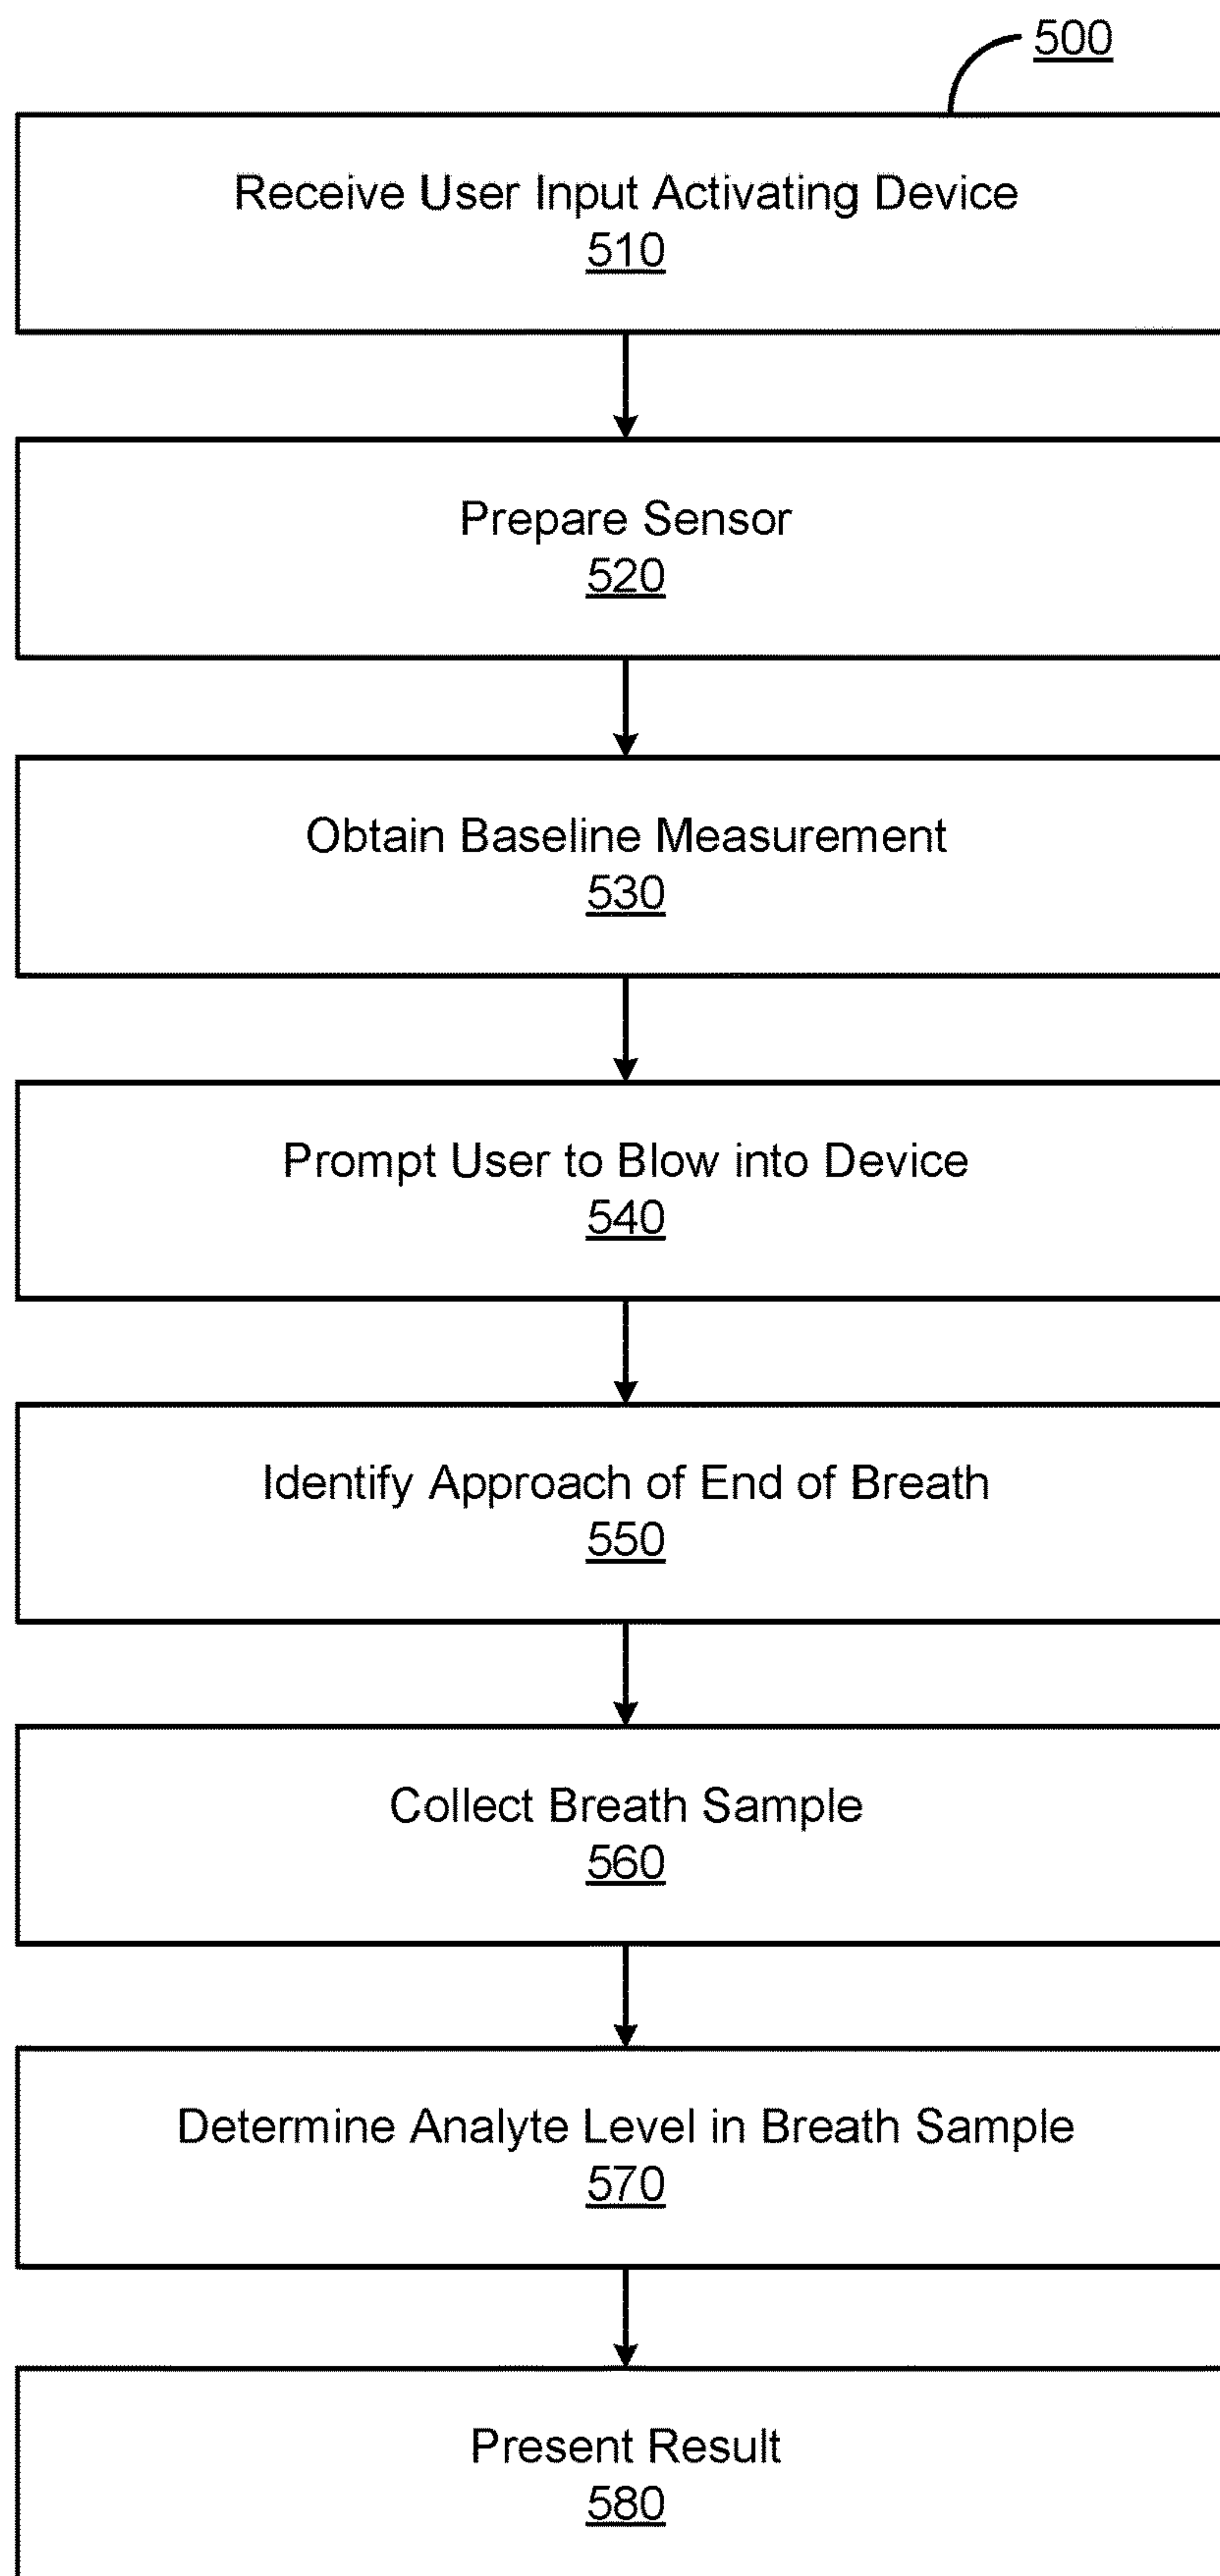 500
Receive User Input Activating Device
510
Prepare Sensor
520
Obtain Baseline Measurement
530
Prompt User to Blow into Device
540
Identify Approach of End of Breath
550
Collect Breath Sample
560
Determine Analyte Level in Breath Sample
570
Present Result
580